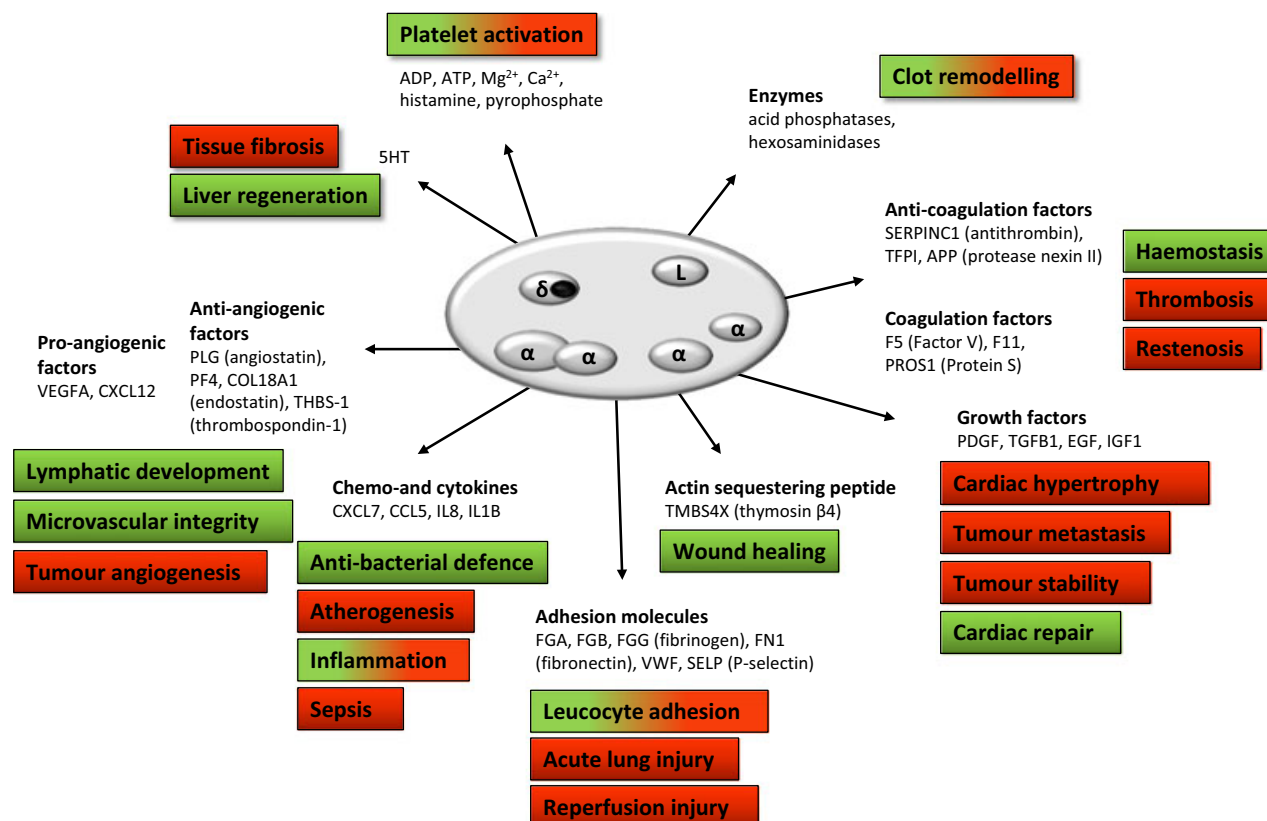 Platelet activation
ADP, ATP, Mg²⁺, Ca²⁺,
histamine, pyrophosphate
Clot remodelling
Enzymes
acid phosphatases,
hexosaminidases
Tissue fibrosis
Liver regeneration
5HT
Anti-coagulation factors
SERPINC1 (antithrombin),
TFPI, APP (protease nexin II)
Coagulation factors
F5 (Factor V), F11,
PROS1 (Protein S)
Haemostasis
Thrombosis
Restenosis
δ
L
α
α
α
α
Pro-angiogenic
factors
VEGFA, CXCL12
Anti-angiogenic
factors
PLG (angiostatin),
PF4, COL18A1
(endostatin), THBS-1
(thrombospondin-1)
Lymphatic development
Microvascular integrity
Tumour angiogenesis
Chemo-and cytokines
CXCL7, CCL5, IL8, IL1B
Anti-bacterial defence
Atherogenesis
Inflammation
Sepsis
Adhesion molecules
FGA, FGB, FGG (fibrinogen), FN1
(fibronectin), VWF, SELP (P-selectin)
Leucocyte adhesion
Acute lung injury
Reperfusion injury
Actin sequestering peptide
TMBS4X (thymosin β4)
Wound healing
Growth factors
PDGF, TGFB1, EGF, IGF1
Cardiac hypertrophy
Tumour metastasis
Tumour stability
Cardiac repair